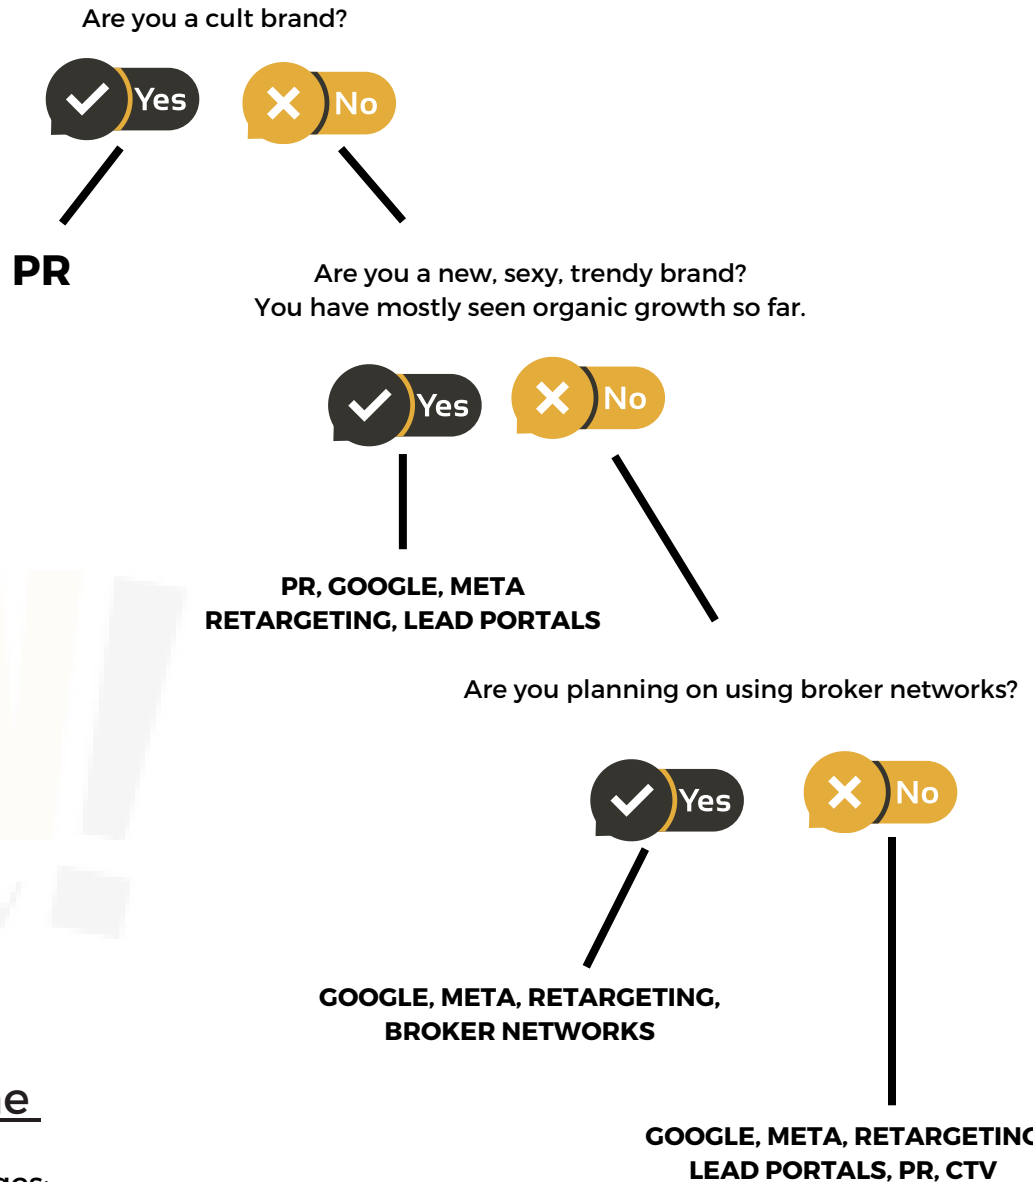 Are you a cult brand?
Yes No
PR
Are you a new, sexy, trendy brand?
You have mostly seen organic growth so far.
Yes No
PR, GOOGLE, META
RETARGETING, LEAD PORTALS
Are you planning on using broker networks?
Yes No
GOOGLE, META, RETARGETING,
BROKER NETWORKS
GOOGLE, META, RETARGETING
LEAD PORTALS, PR, CTV